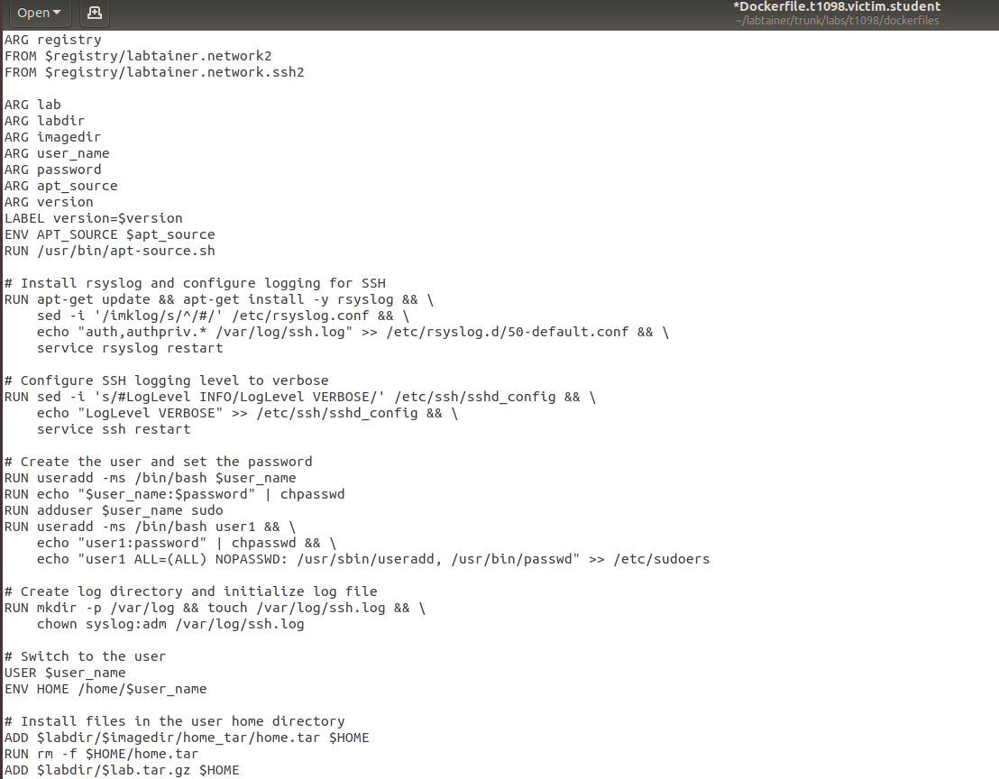 Open
*Dockerfile.t1098.victim.student
~/labtainer/trunk/labs/t1098/dockerfiles
ARG registry
FROM $registry/labtainer.network2
FROM $registry/labtainer.network.ssh2

ARG lab
ARG labdir
ARG imagedir
ARG user_name
ARG password
ARG apt_source
ARG version
LABEL version=$version
ENV APT_SOURCE $apt_source
RUN /usr/bin/apt-source.sh

# Install rsyslog and configure logging for SSH
RUN apt-get update && apt-get install -y rsyslog && \
    sed -i '/imklog/s/^/#/' /etc/rsyslog.conf && \
    echo "auth,authpriv.* /var/log/ssh.log" >> /etc/rsyslog.d/50-default.conf && \
    service rsyslog restart

# Configure SSH logging level to verbose
RUN sed -i 's/#LogLevel INFO/LogLevel VERBOSE/' /etc/ssh/sshd_config && \
    echo "LogLevel VERBOSE" >> /etc/ssh/sshd_config && \
    service ssh restart

# Create the user and set the password
RUN useradd -ms /bin/bash $user_name
RUN echo "$user_name:$password" | chpasswd
RUN adduser $user_name sudo
RUN useradd -ms /bin/bash user1 && \
    echo "user1:password" | chpasswd && \
    echo "user1 ALL=(ALL) NOPASSWD: /usr/sbin/useradd, /usr/bin/passwd" >> /etc/sudoers

# Create log directory and initialize log file
RUN mkdir -p /var/log && touch /var/log/ssh.log && \
    chown syslog:adm /var/log/ssh.log

# Switch to the user
USER $user_name
ENV HOME /home/$user_name

# Install files in the user home directory
ADD $labdir/$imagedir/home_tar/home.tar $HOME
RUN rm -f $HOME/home.tar
ADD $labdir/$lab.tar.gz $HOME